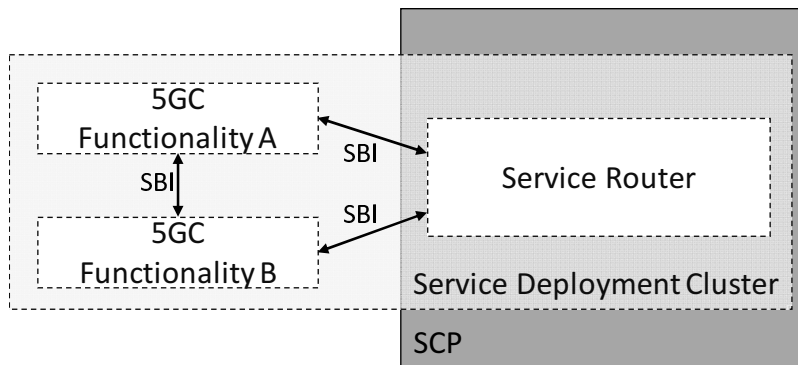 5GC
Functionality A
SBI
SBI
Service Router
SBI
5GC
Functionality B
Service Deployment Cluster
SCP